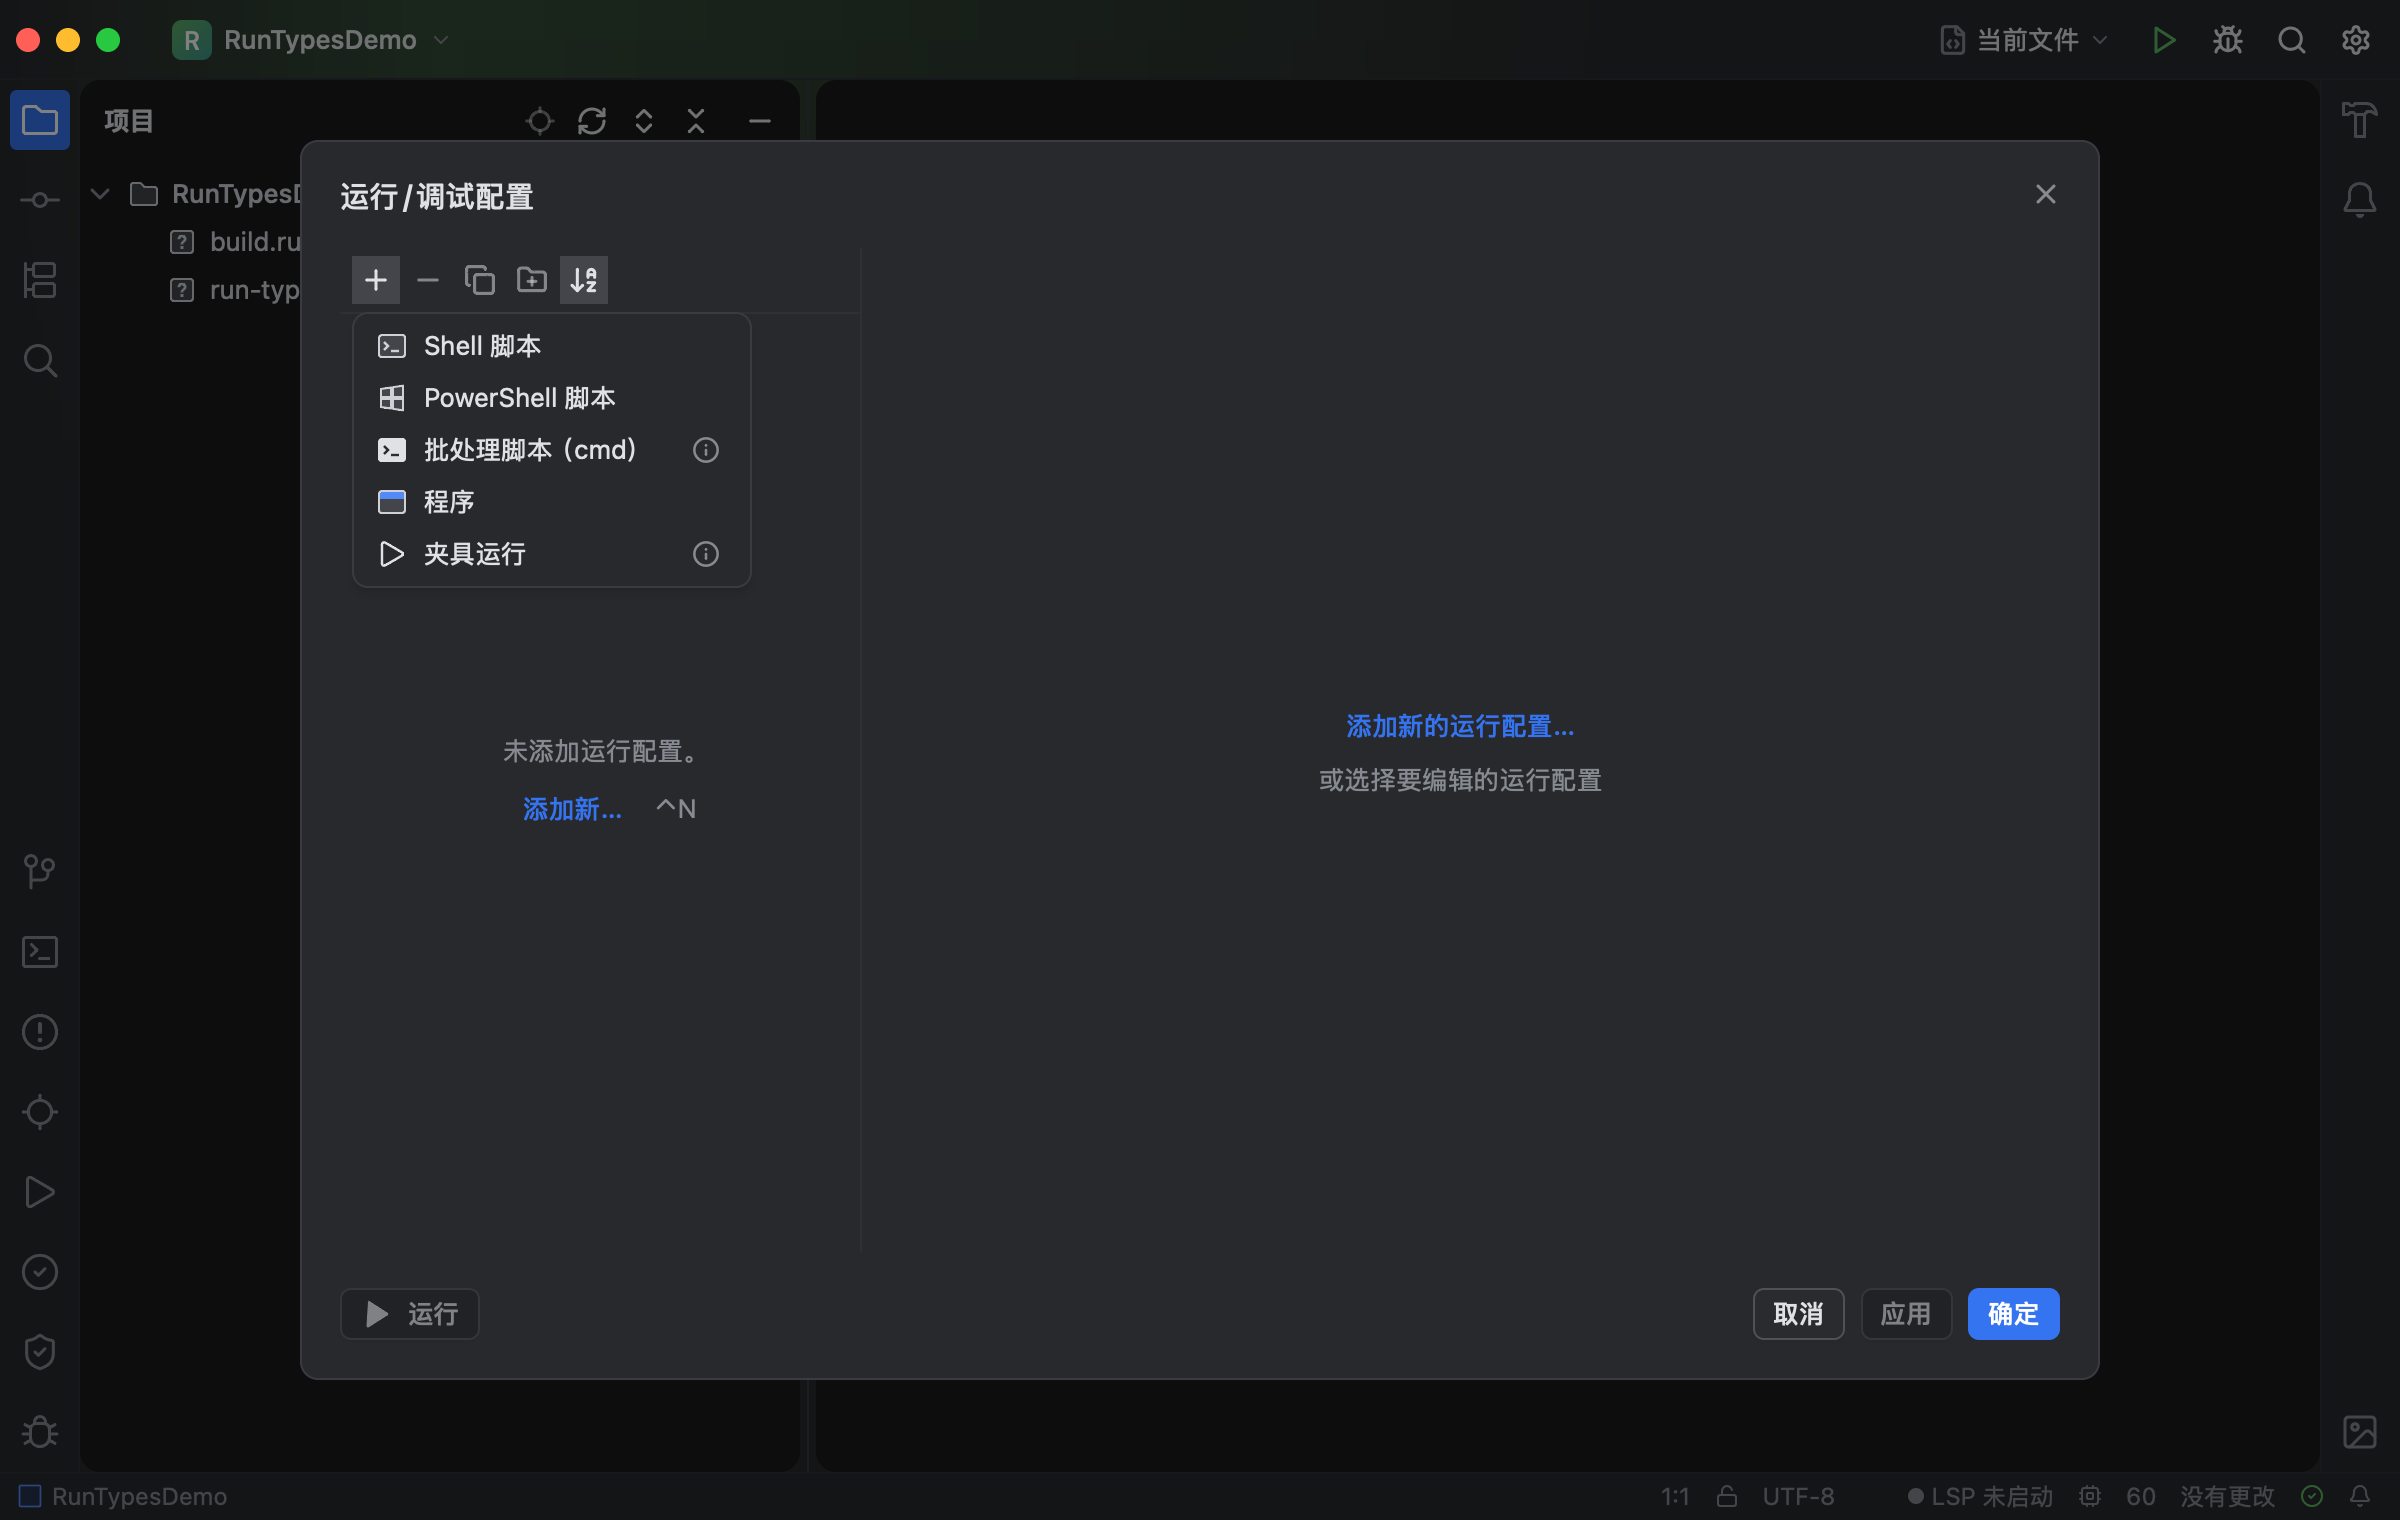 R RunTypesDemo
当前文件
项目
RunTypesD
build.ru
run-typ
运行/调试配置
Shell 脚本
PowerShell 脚本
批处理脚本 (cmd)
程序
夹具运行
未添加运行配置。
添加新... ^N
添加新的运行配置...
或选择要编辑的运行配置
运行
取消
应用
确定
RunTypesDemo
1:1
UTF-8
LSP 未启动
60
没有更改